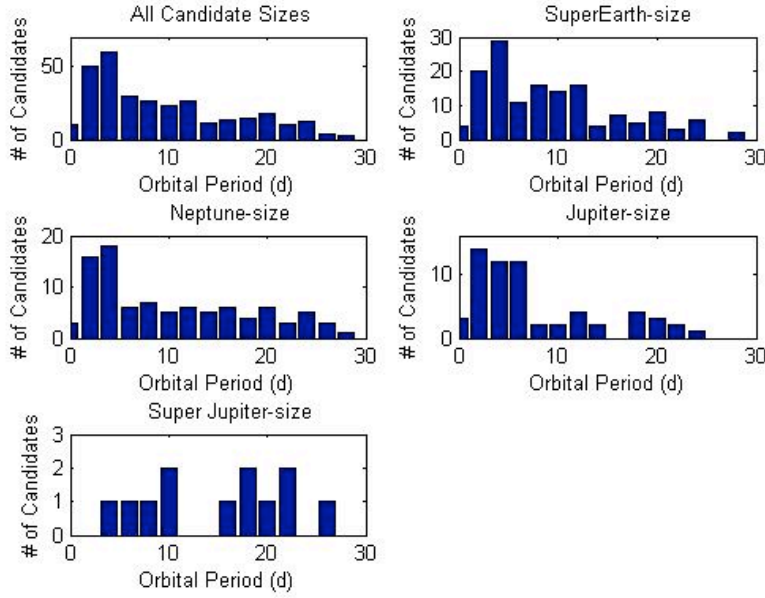 All Candidate Sizes
# of Candidates
50
0
0 10 20 30
Orbital Period (d)
SuperEarth-size
# of Candidates
30
20
10
0
0 10 20 30
Orbital Period (d)
Neptune-size
# of Candidates
20
10
0
0 10 20 30
Orbital Period (d)
Jupiter-size
# of Candidates
10
0
0 10 20 30
Orbital Period (d)
Super Jupiter-size
# of Candidates
3
2
1
0
0 10 20 30
Orbital Period (d)